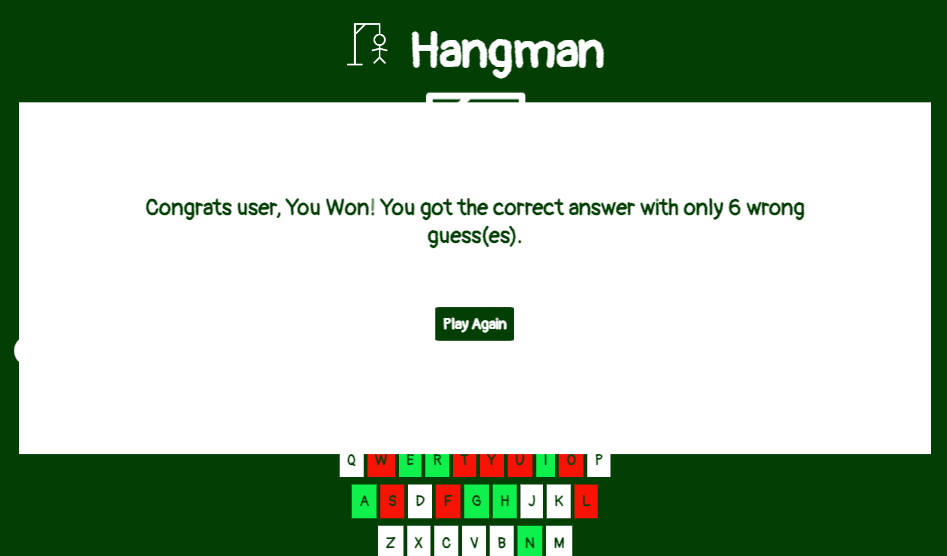 Hangman
Congrats user, You Won! You got the correct answer with only 6 wrong
guess(es).
Play Again
Q W E R T Y U I O P
A S D F G H J K L
Z X C V B N M